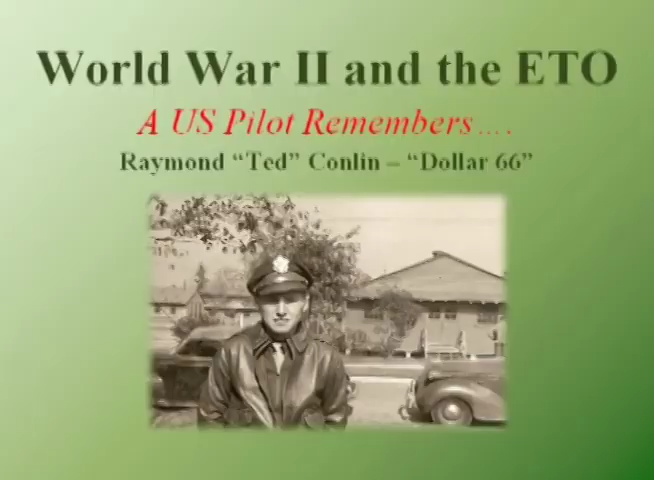 World War II and the ETO
A US Pilot Remembers….
Raymond “Ted” Conlin – “Dollar 66”